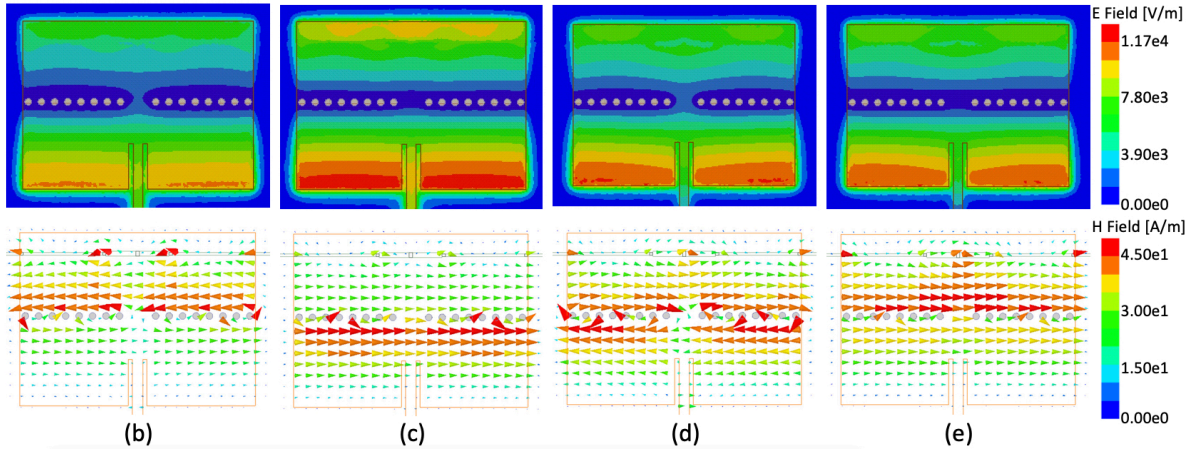 E Field [V/m]
1.17e4
7.80e3
3.90e3
0.00e0
H Field [A/m]
4.50e1
3.00e1
1.50e1
0.00e0
(b) (c) (d) (e)